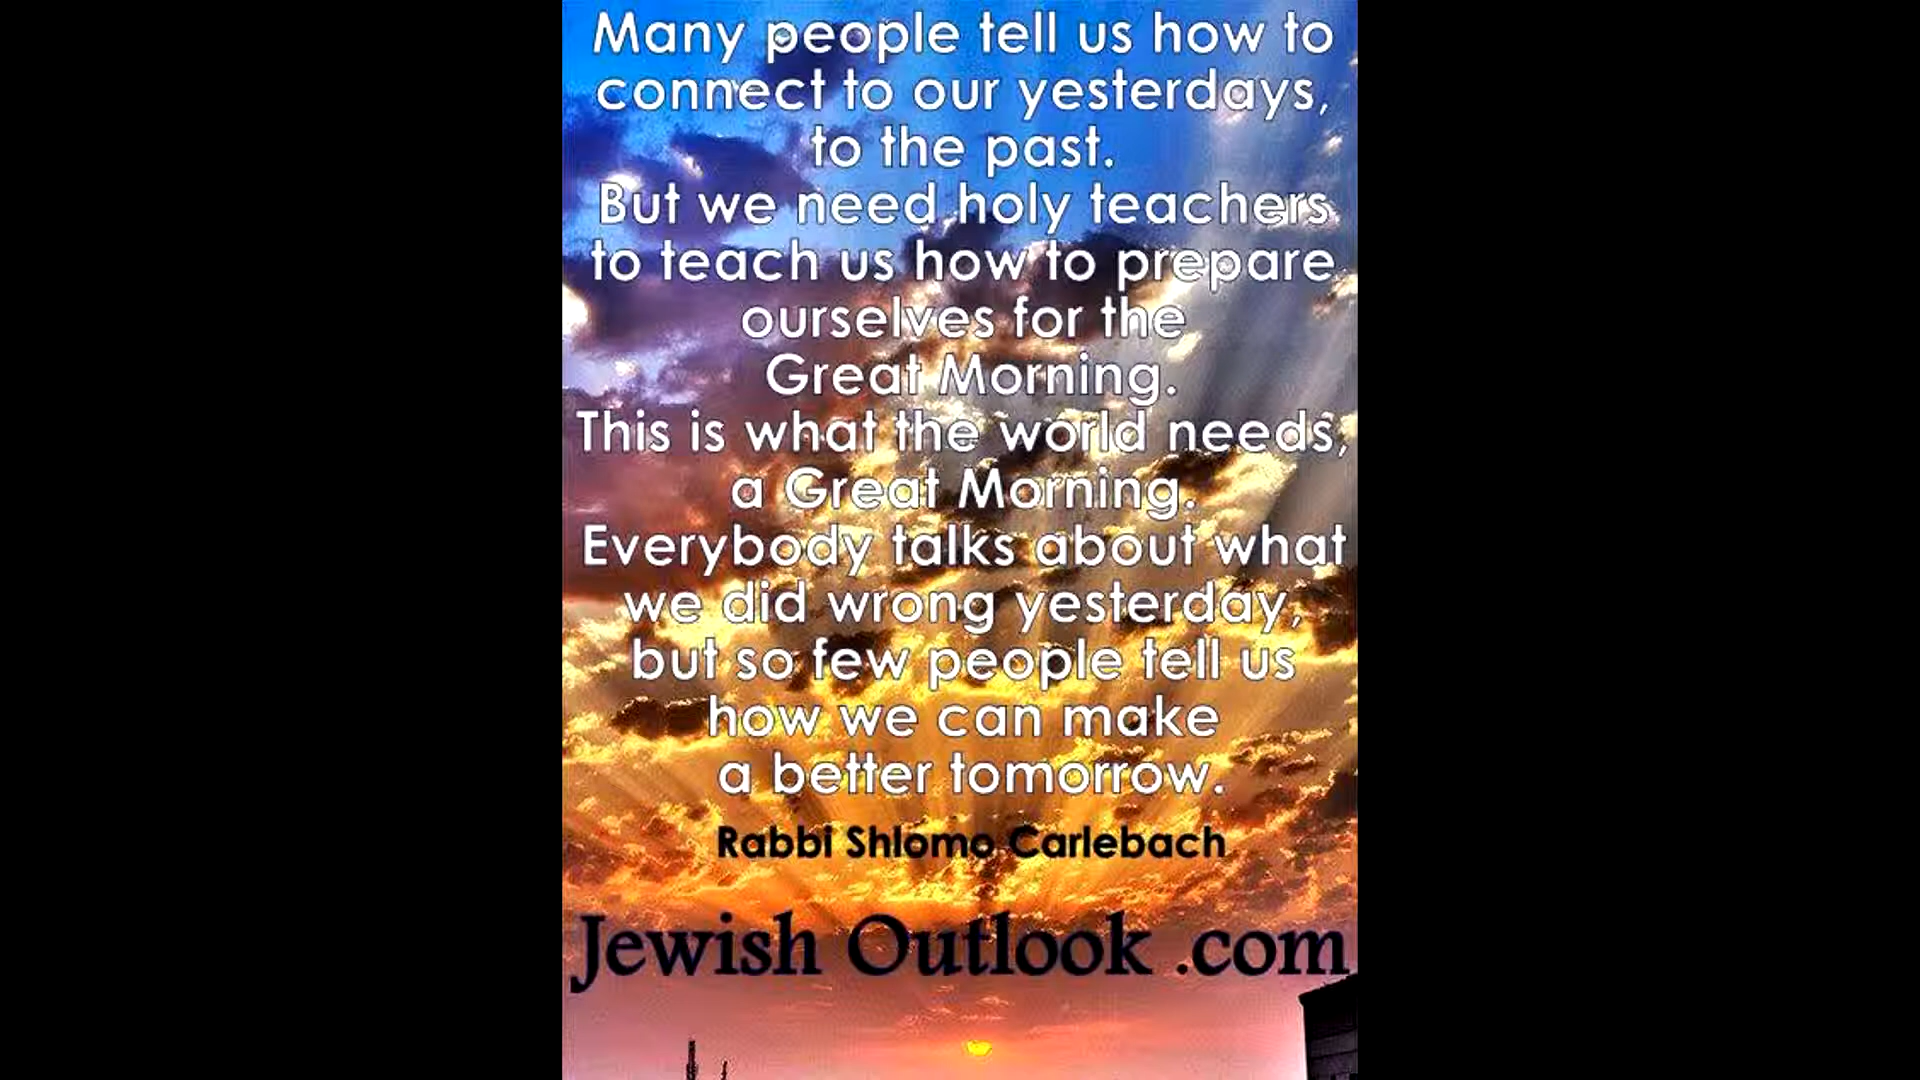 Many people tell us how to
connect to our yesterdays,
to the past.
But we need holy teachers
to teach us how to prepare
ourselves for the
Great Morning.
This is what the world needs,
a Great Morning.
Everybody talks about what
we did wrong yesterday,
but so few people tell us
how we can make
a better tomorrow.
Rabbi Shlomo Carlebach
Jewish Outlook .com